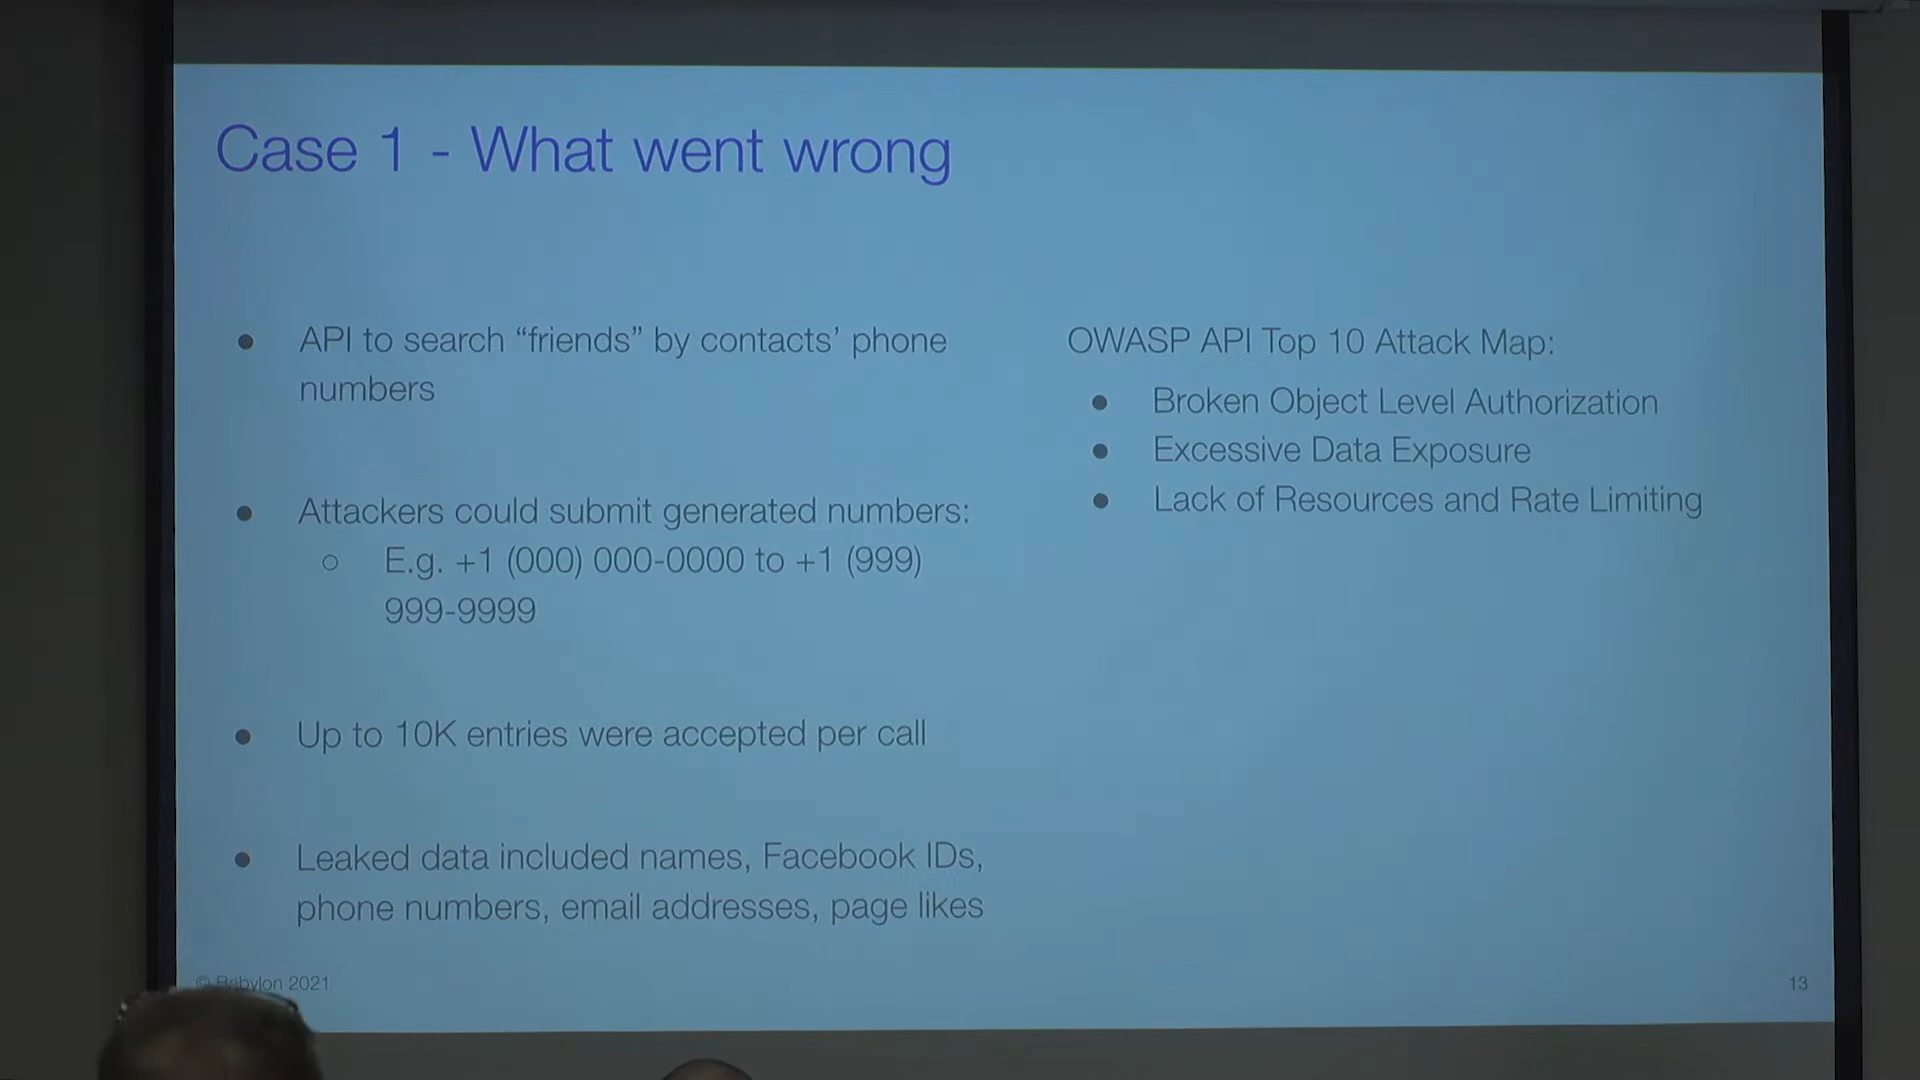 Case 1 - What went wrong
● API to search “friends” by contacts’ phone
numbers
● Attackers could submit generated numbers:
○ E.g. +1 (000) 000-0000 to +1 (999)
999-9999
● Up to 10K entries were accepted per call
● Leaked data included names, Facebook IDs,
phone numbers, email addresses, page likes
OWASP API Top 10 Attack Map:
● Broken Object Level Authorization
● Excessive Data Exposure
● Lack of Resources and Rate Limiting
© Babylon 2021
13